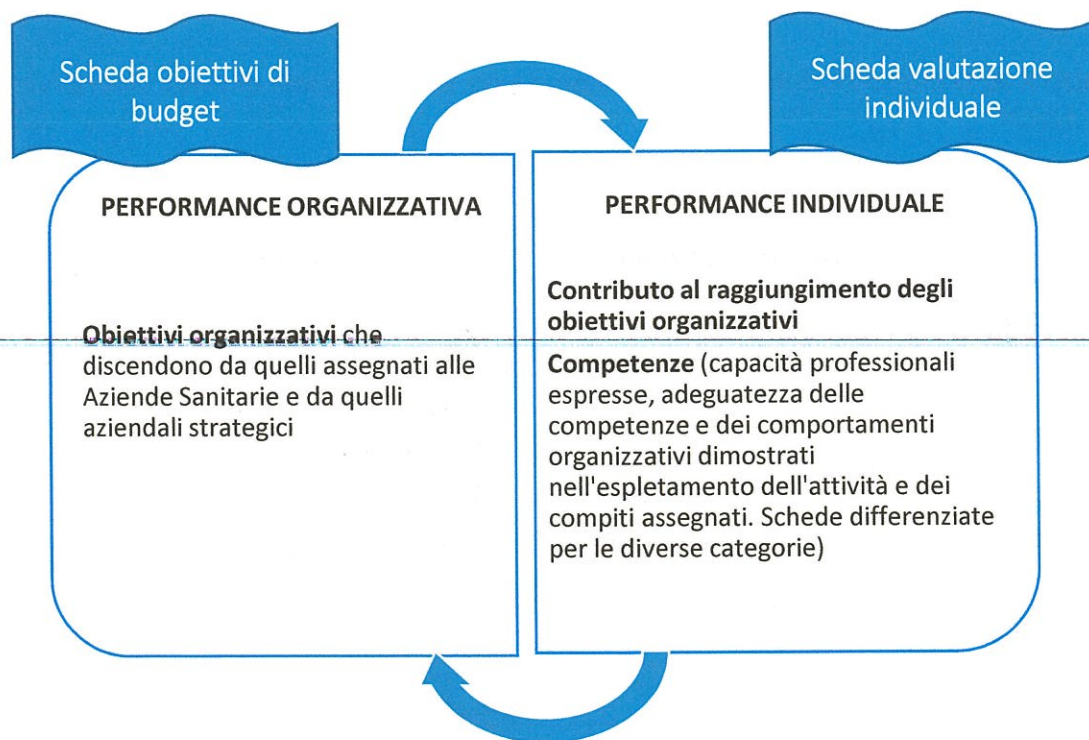 Scheda obiettivi di
budget
Scheda valutazione
individuale
PERFORMANCE ORGANIZZATIVA
Obiettivi organizzativi che
discendono da quelli assegnati alle
Aziende Sanitarie e da quelli
aziendali strategici
PERFORMANCE INDIVIDUALE
Contributo al raggiungimento degli
obiettivi organizzativi
Competenze (capacità professionali
espresse, adeguatezza delle
competenze e dei comportamenti
organizzativi dimostrati
nell'espletamento dell'attività e dei
compiti assegnati. Schede differenziate
per le diverse categorie)